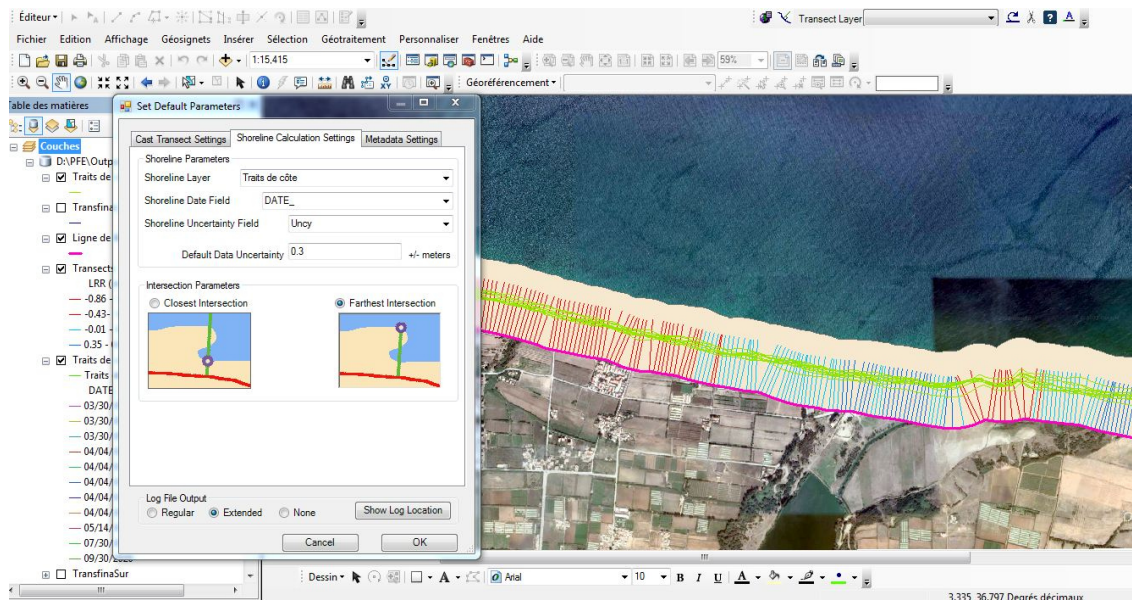 Éditeur
Transect Layer
Fichier Edition Affichage Géosignets Insérer Sélection Géotraitement Personnaliser Fenêtres Aide
1:15,415
59%
Géoréférencement
Table des matières
Couches
D:\PFE\Outp
Traits de
Transfina
Ligne de
Transects
LRR (
-0.86 -
-0.43-
-0.01 -
0.35 -
Traits de
Traits
DATE
03/30/
03/30/
03/30/
04/04/
04/04/
04/04/
04/04/
04/04/
05/14/
07/30/
09/30/2020
TransfinaSur
Set Default Parameters
Cast Transect Settings Shoreline Calculation Settings Metadata Settings
Shoreline Parameters
Shoreline Layer Traits de côte
Shoreline Date Field DATE_
Shoreline Uncertainty Field Uncy
Default Data Uncertainty 0.3 +/- meters
Intersection Parameters
Closest Intersection Farthest Intersection
Log File Output
Regular Extended None Show Log Location
Cancel OK
Dessin A Arial 10 B I U A
3,335 36,797 Degrés décimaux